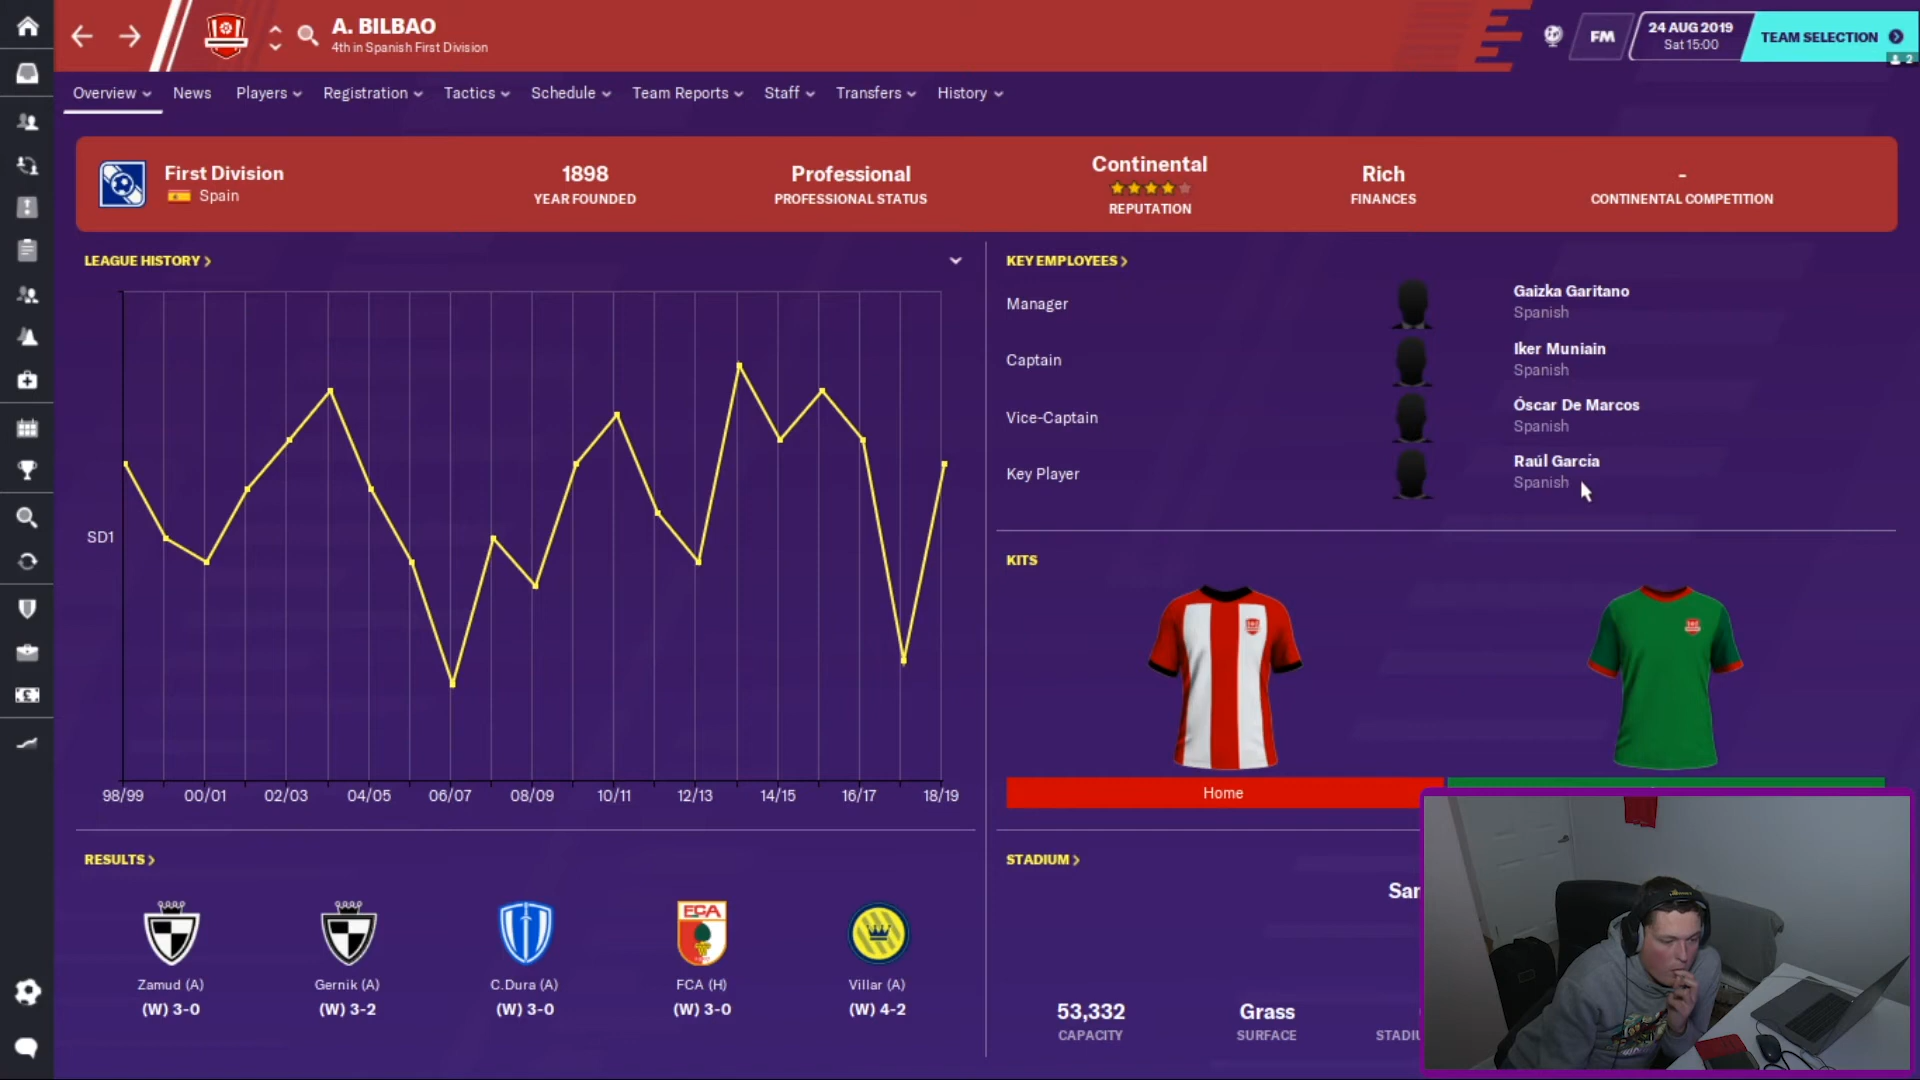 A. BILBAO
4th in Spanish First Division
FM
24 AUG 2019
Sat 15:00
TEAM SELECTION
2
Overview
News
Players
Registration
Tactics
Schedule
Team Reports
Staff
Transfers
History
First Division
Spain
1898
YEAR FOUNDED
Professional
PROFESSIONAL STATUS
Continental
REPUTATION
Rich
FINANCES
-
CONTINENTAL COMPETITION
LEAGUE HISTORY >
SD1
98/99 00/01 02/03 04/05 06/07 08/09 10/11 12/13 14/15 16/17 18/19
KEY EMPLOYEES >
Manager
Gaizka Garitano
Spanish
Captain
Iker Muniain
Spanish
Vice-Captain
Óscar De Marcos
Spanish
Key Player
Raúl García
Spanish
KITS
Home
RESULTS >
FCA
Zamud (A)
(W) 3-0
Gernik (A)
(W) 3-2
C.Dura (A)
(W) 3-0
FCA (H)
(W) 3-0
Villar (A)
(W) 4-2
STADIUM >
53,332
CAPACITY
Grass
SURFACE